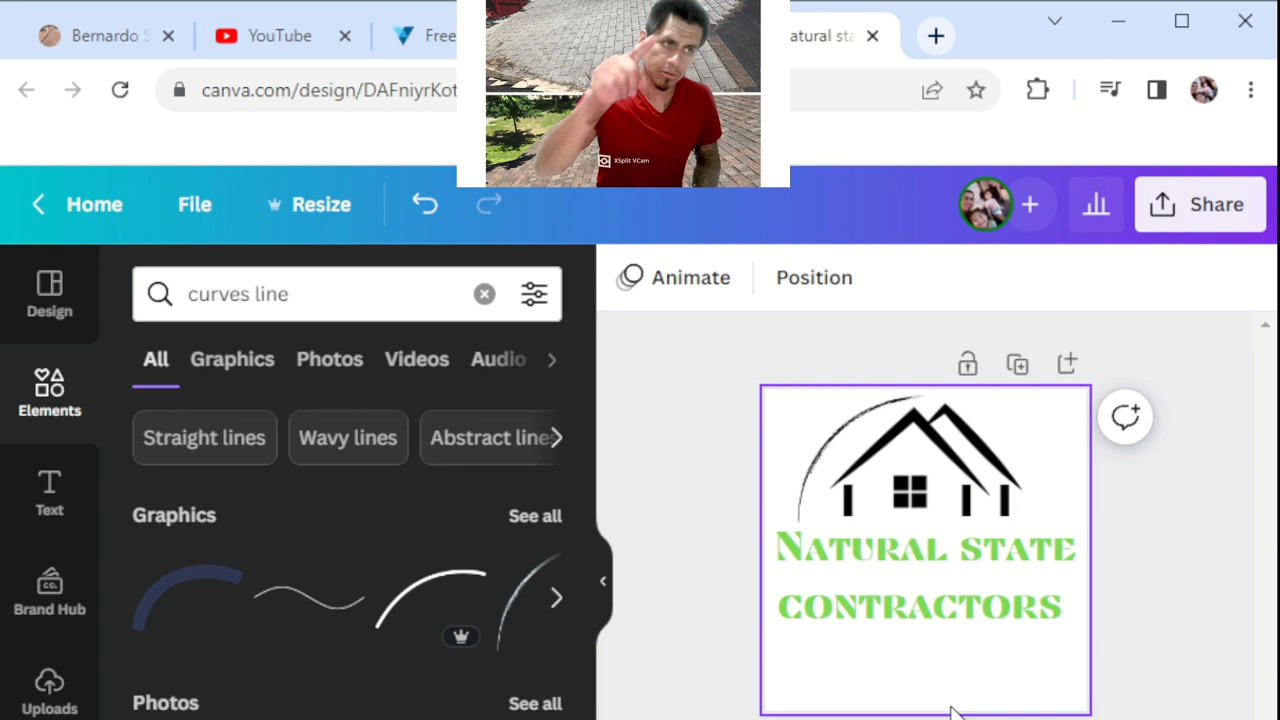 Bernardo S
YouTube
Free
atural sta
canva.com/design/DAFniyrKot
XSplit VCam
Home
File
Resize
Share
Design
Elements
Text
CO.
Brand Hub
Uploads
curves line
All
Graphics
Photos
Videos
Audio
Straight lines
Wavy lines
Abstract lines
Graphics
See all
Photos
See all
Animate
Position
NATURAL STATE
CONTRACTORS